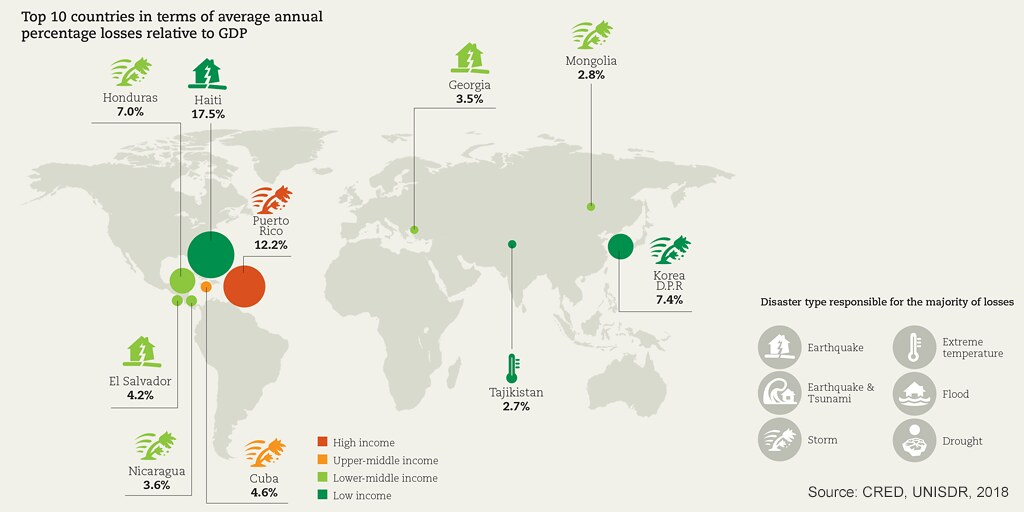 Top 10 countries in terms of average annual
percentage losses relative to GDP
Honduras
7.0%
Haiti
17.5%
Georgia
3.5%
Mongolia
2.8%
Puerto
Rico
12.2%
Korea
D.P.R
7.4%
Tajikistan
2.7%
El Salvador
4.2%
Nicaragua
3.6%
Cuba
4.6%
High income
Upper-middle income
Lower-middle income
Low income
Disaster type responsible for the majority of losses
Earthquake
Extreme
temperature
Earthquake &
Tsunami
Flood
Storm
Drought
Source: CRED, UNISDR, 2018